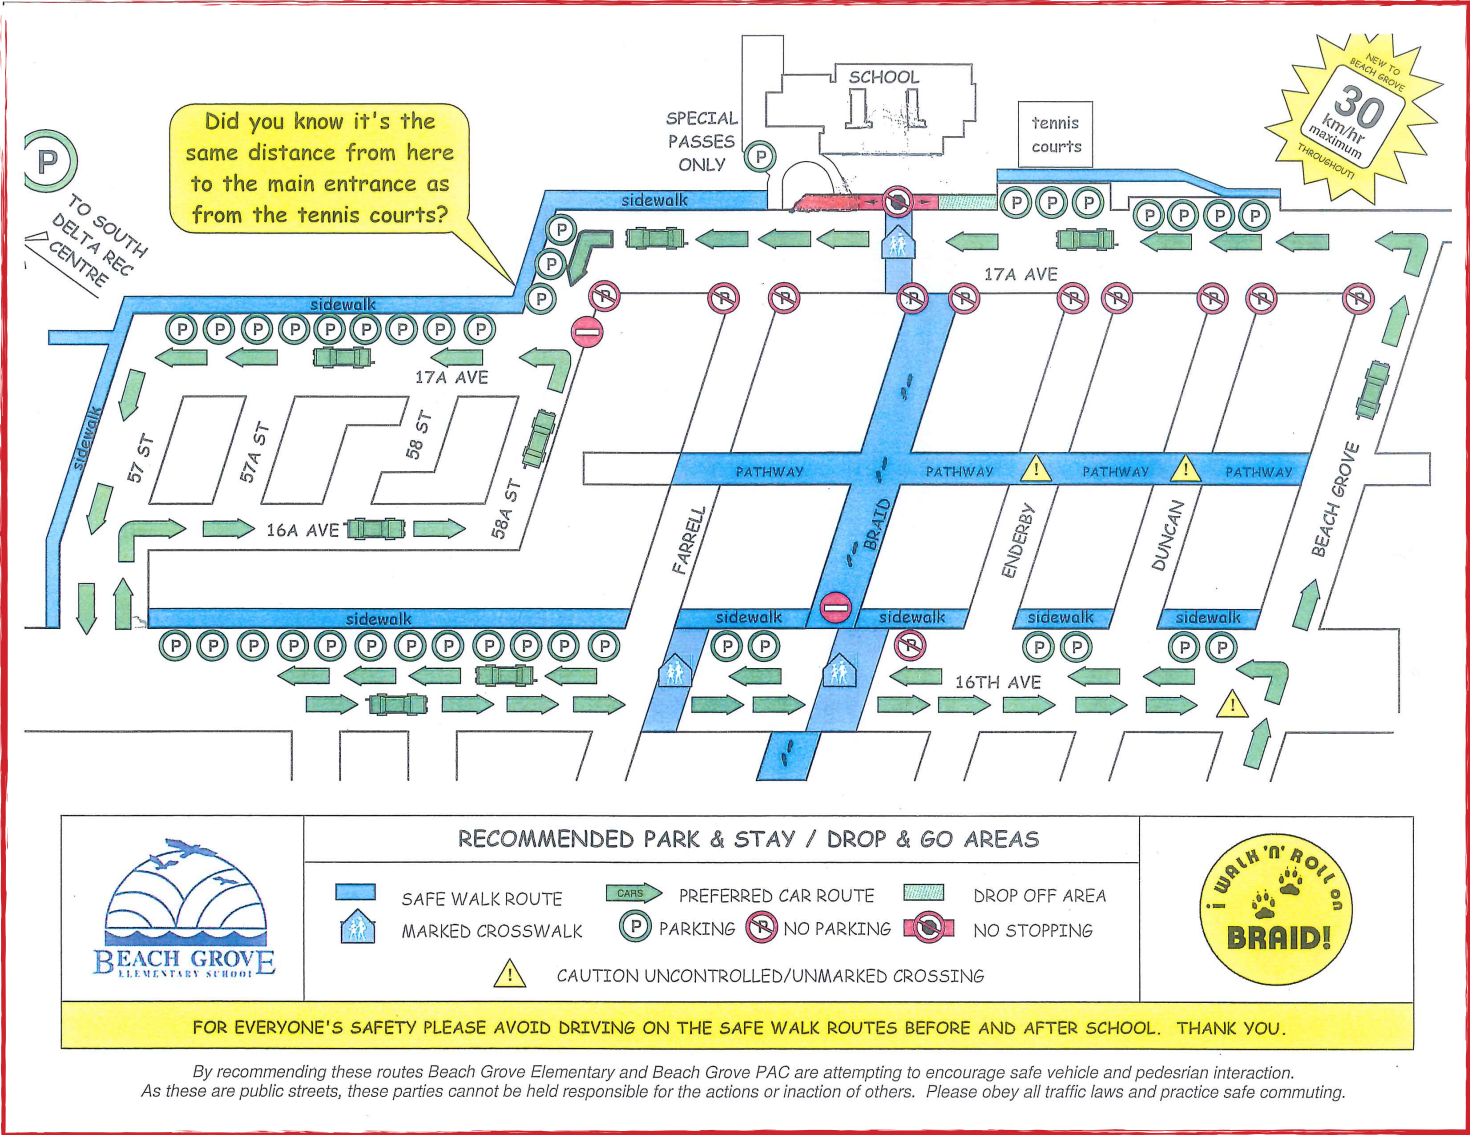 SCHOOL
NEW TO
BEACH GROVE
30
km/hr
maximum
THROUGHOUT!
Did you know it's the
same distance from here
to the main entrance as
from the tennis courts?
SPECIAL
PASSES
ONLY
P
tennis
courts
P
TO SOUTH
DELTA REC
CENTRE
sidewalk
P P P
P P P P
P
P
P
17A AVE
sidewalk
P P P P P P P P P
P P P P P P P P P P
17A AVE
sidewalk
57 ST
57A ST
58 ST
58A ST
16A AVE
PATHWAY
PATHWAY
PATHWAY
PATHWAY
!
!
FARRELL
BRAID
ENDERBY
DUNCAN
BEACH GROVE
sidewalk
sidewalk
sidewalk
sidewalk
sidewalk
P P P P P P P P P P P P
P P
P
P P
P P
16TH AVE
!
RECOMMENDED PARK & STAY / DROP & GO AREAS
SAFE WALK ROUTE
CARS
PREFERRED CAR ROUTE
DROP OFF AREA
MARKED CROSSWALK
P PARKING
P NO PARKING
NO STOPPING
! CAUTION UNCONTROLLED/UNMARKED CROSSING
BEACH GROVE
ELEMENTARY SCHOOL
i WALK 'N' ROLL on
BRAID!
FOR EVERYONE'S SAFETY PLEASE AVOID DRIVING ON THE SAFE WALK ROUTES BEFORE AND AFTER SCHOOL. THANK YOU.
By recommending these routes Beach Grove Elementary and Beach Grove PAC are attempting to encourage safe vehicle and pedesrian interaction.
As these are public streets, these parties cannot be held responsible for the actions or inaction of others. Please obey all traffic laws and practice safe commuting.